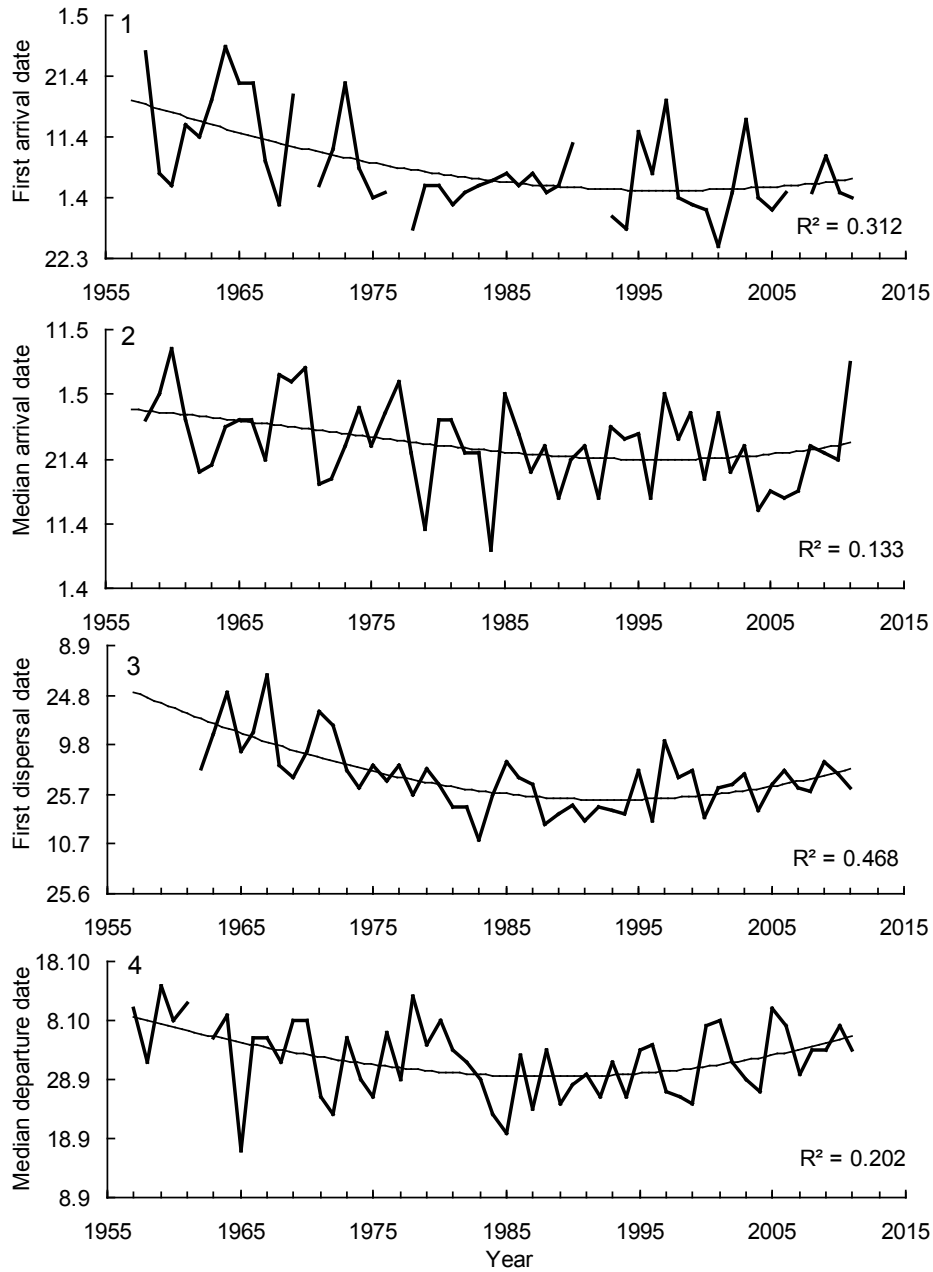 1
First arrival date
1.5
21.4
11.4
1.4
22.3
R² = 0.312
1955 1965 1975 1985 1995 2005 2015
2
Median arrival date
11.5
1.5
21.4
11.4
1.4
R² = 0.133
1955 1965 1975 1985 1995 2005 2015
3
First dispersal date
8.9
24.8
9.8
25.7
10.7
25.6
R² = 0.468
1955 1965 1975 1985 1995 2005 2015
4
Median departure date
18.10
8.10
28.9
18.9
8.9
R² = 0.202
1955 1965 1975 1985 1995 2005 2015
Year